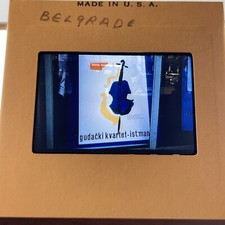 MADE IN U.S.A.
BELGRADE
gudački kvartet-istman